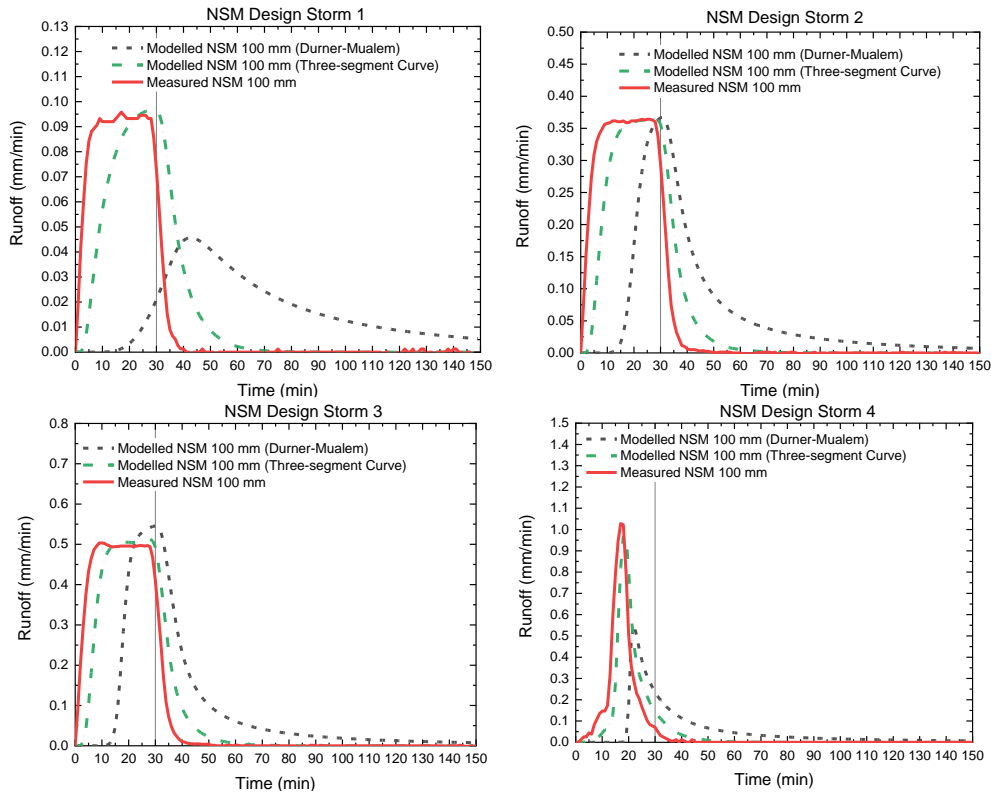 NSM Design Storm 1
Modelled NSM 100 mm (Durner-Mualem)
Modelled NSM 100 mm (Three-segment Curve)
Measured NSM 100 mm
Runoff (mm/min)
0.13
0.12
0.11
0.10
0.09
0.08
0.07
0.06
0.05
0.04
0.03
0.02
0.01
0.00
0 10 20 30 40 50 60 70 80 90 100 110 120 130 140 150
Time (min)
NSM Design Storm 2
Modelled NSM 100 mm (Durner-Mualem)
Modelled NSM 100 mm (Three-segment Curve)
Measured NSM 100 mm
Runoff (mm/min)
0.50
0.45
0.40
0.35
0.30
0.25
0.20
0.15
0.10
0.05
0.00
0 10 20 30 40 50 60 70 80 90 100 110 120 130 140 150
Time (min)
NSM Design Storm 3
Modelled NSM 100 mm (Durner-Mualem)
Modelled NSM 100 mm (Three-segment Curve)
Measured NSM 100 mm
Runoff (mm/min)
0.8
0.7
0.6
0.5
0.4
0.3
0.2
0.1
0.0
0 10 20 30 40 50 60 70 80 90 100 110 120 130 140 150
Time (min)
NSM Design Storm 4
Modelled NSM 100 mm (Durner-Mualem)
Modelled NSM 100 mm (Three-segment Curve)
Measured NSM 100 mm
Runoff (mm/min)
1.5
1.4
1.3
1.2
1.1
1.0
0.9
0.8
0.7
0.6
0.5
0.4
0.3
0.2
0.1
0.0
0 10 20 30 40 50 60 70 80 90 100 110 120 130 140 150
Time (min)